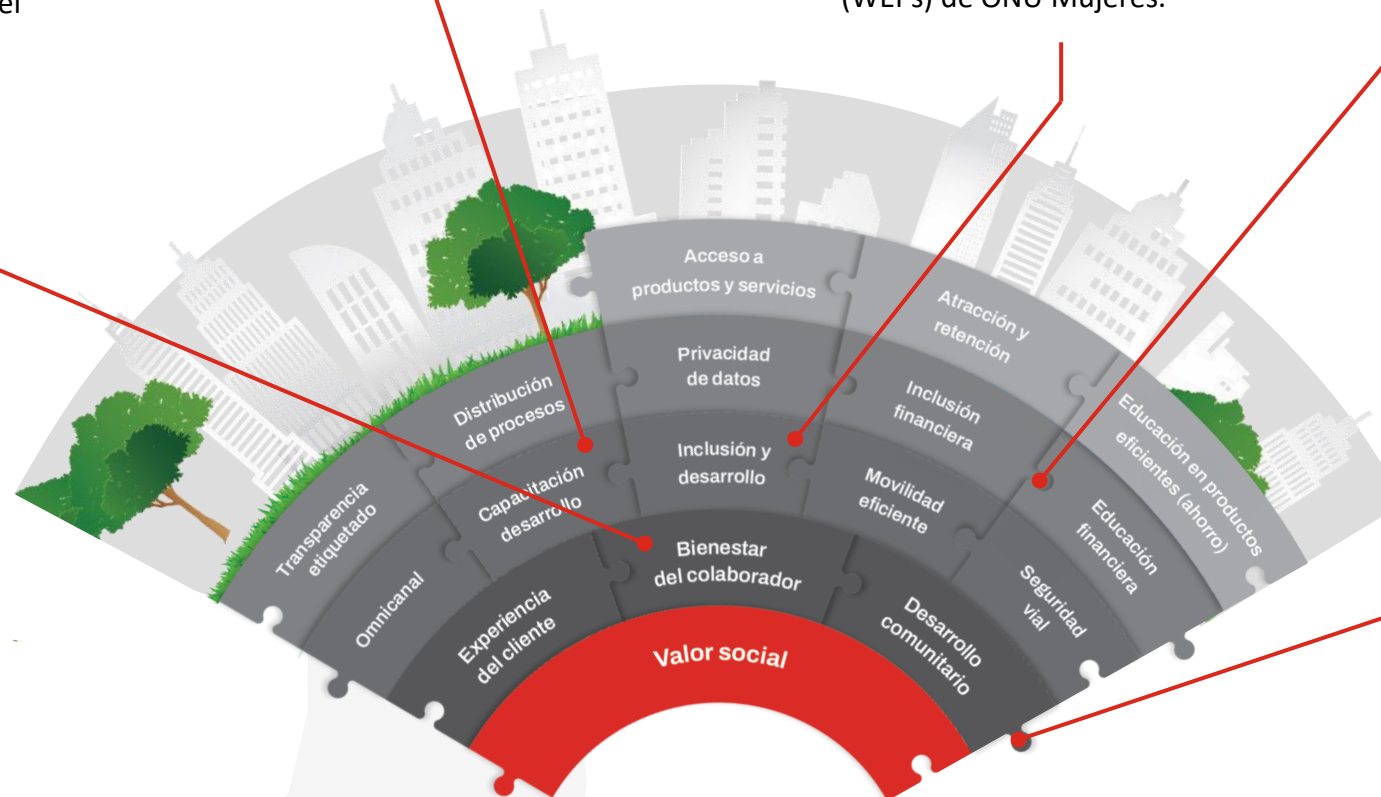 el
(WEPs) de ONU Mujeres.
Acceso a
productos y servicios
Atracción y
retención
Educación en productos
eficientes (ahorro)
Distribución
de procesos
Privacidad
de datos
Inclusión
financiera
Educación
financiera
Transparencia
etiquetado
Capacitación
desarrollo
Inclusión y
desarrollo
Movilidad
eficiente
Seguridad
vial
Omnicanal
Experiencia
del cliente
Bienestar
del colaborador
Desarrollo
comunitario
Valor social